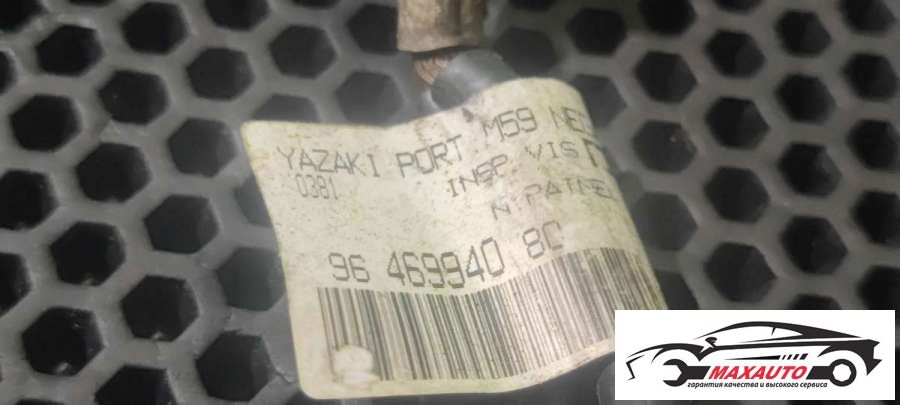 YAZAKI PORT M59
0381
INSP. VIS
N.
96 469940 80
MAXAUTO
гарантия качества и высокого сервиса